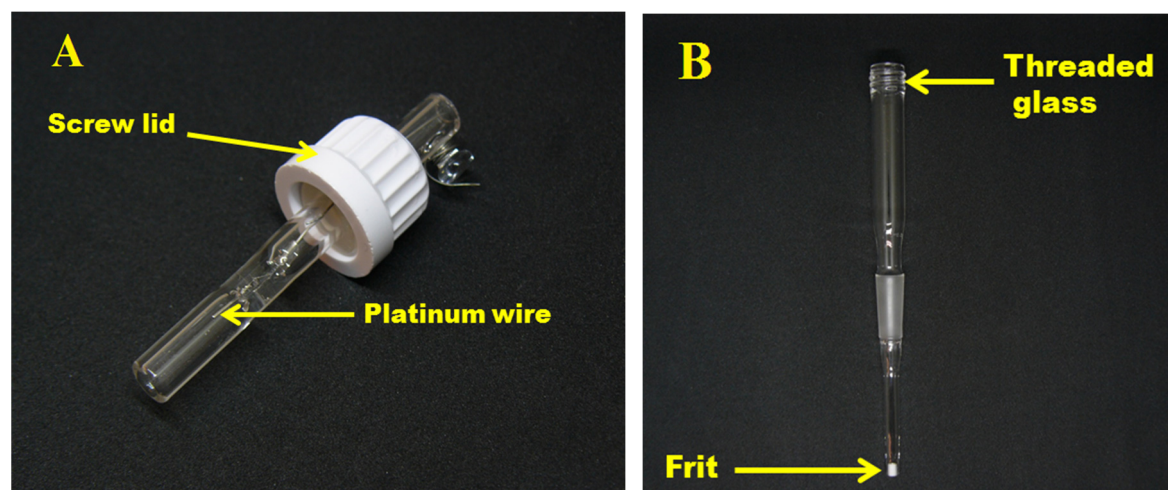 A
Screw lid
Platinum wire
B
Threaded
glass
Frit